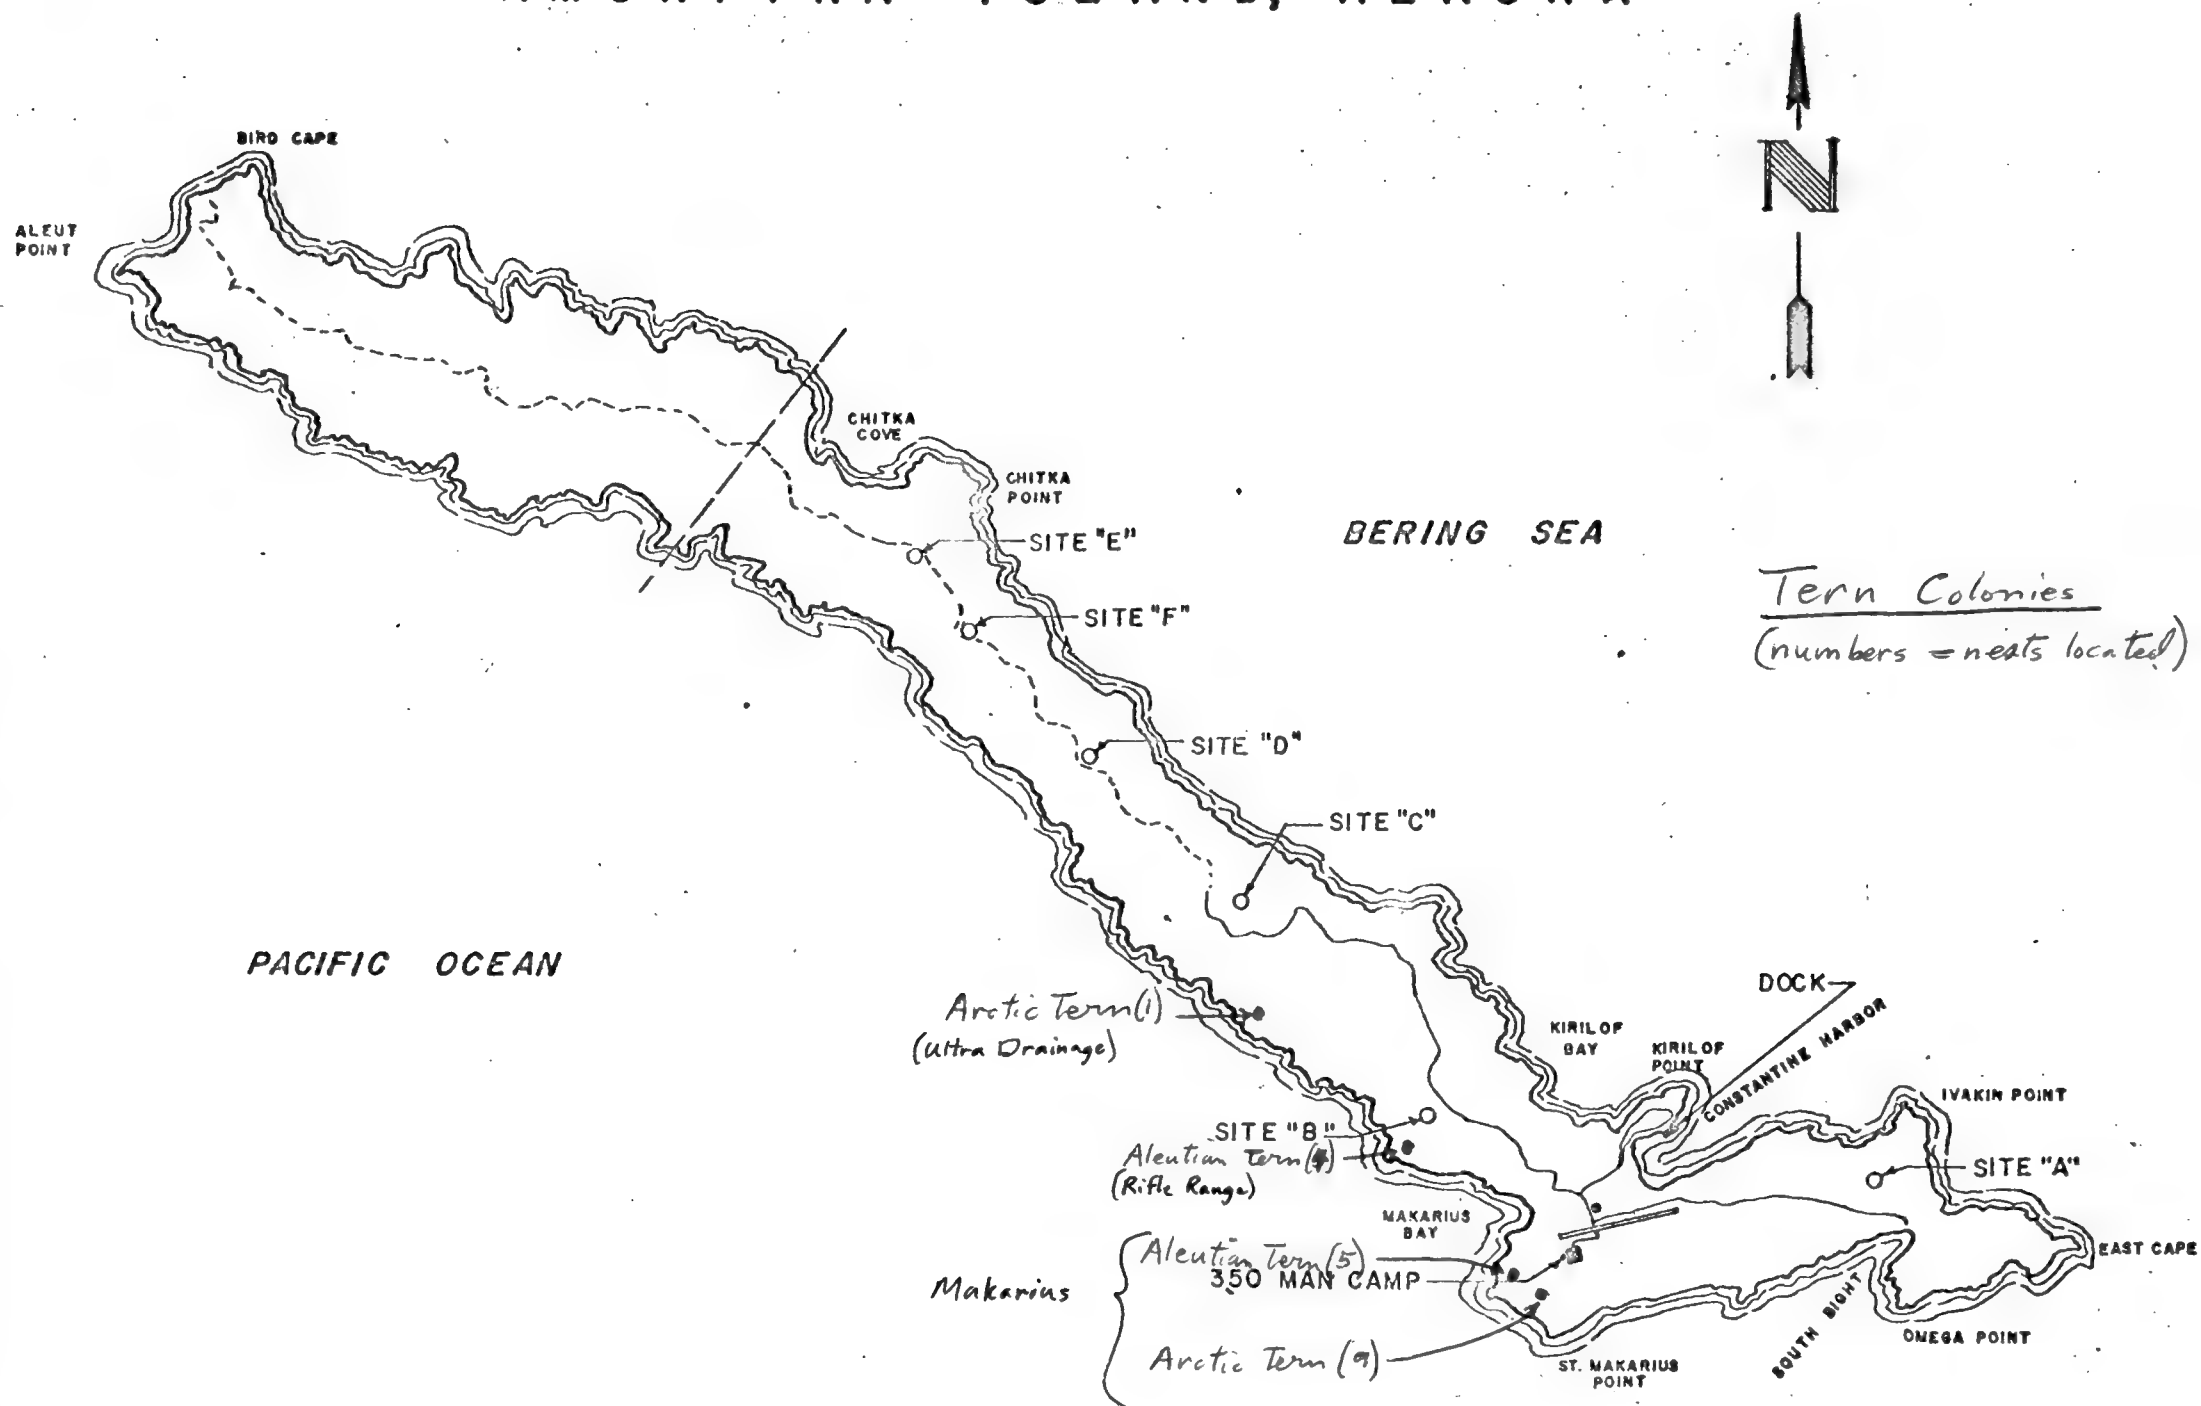 BIRD CAPE
ALEUT
POINT
N
CHITKA
COVE
CHITKA
POINT
SITE "E"
BERING SEA
Tern Colonies
(numbers = nests located)
SITE "F"
SITE "D"
SITE "C"
PACIFIC OCEAN
DOCK
Arctic Tern (1)
(Ultra Drainage)
KIRILOF
BAY
KIRILOF
POINT
CONSTANTINE HARBOR
IVAKIN POINT
SITE "B"
Aleutian Tern (4)
(Rifle Range)
SITE "A"
MAKARIUS
BAY
Aleutian Tern (5)
350 MAN CAMP
EAST CAPE
Makarius
SOUTH BIGHT
OMEGA POINT
Arctic Tern (9)
ST. MAKARIUS
POINT